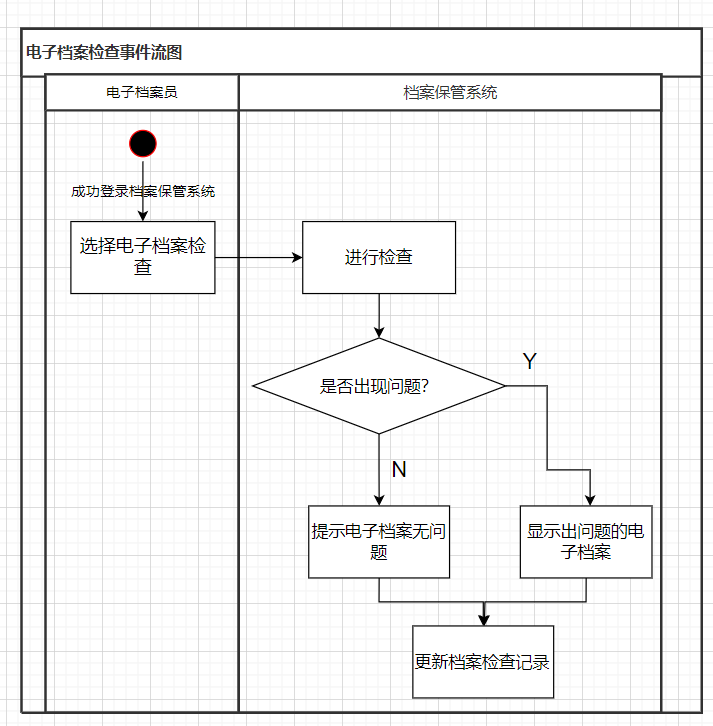 电子档案检查事件流图
电子档案员
档案保管系统
成功登录档案保管系统
选择电子档案检
查
进行检查
是否出现问题?
Y
N
提示电子档案无问
题
显示出问题的电
子档案
更新档案检查记录